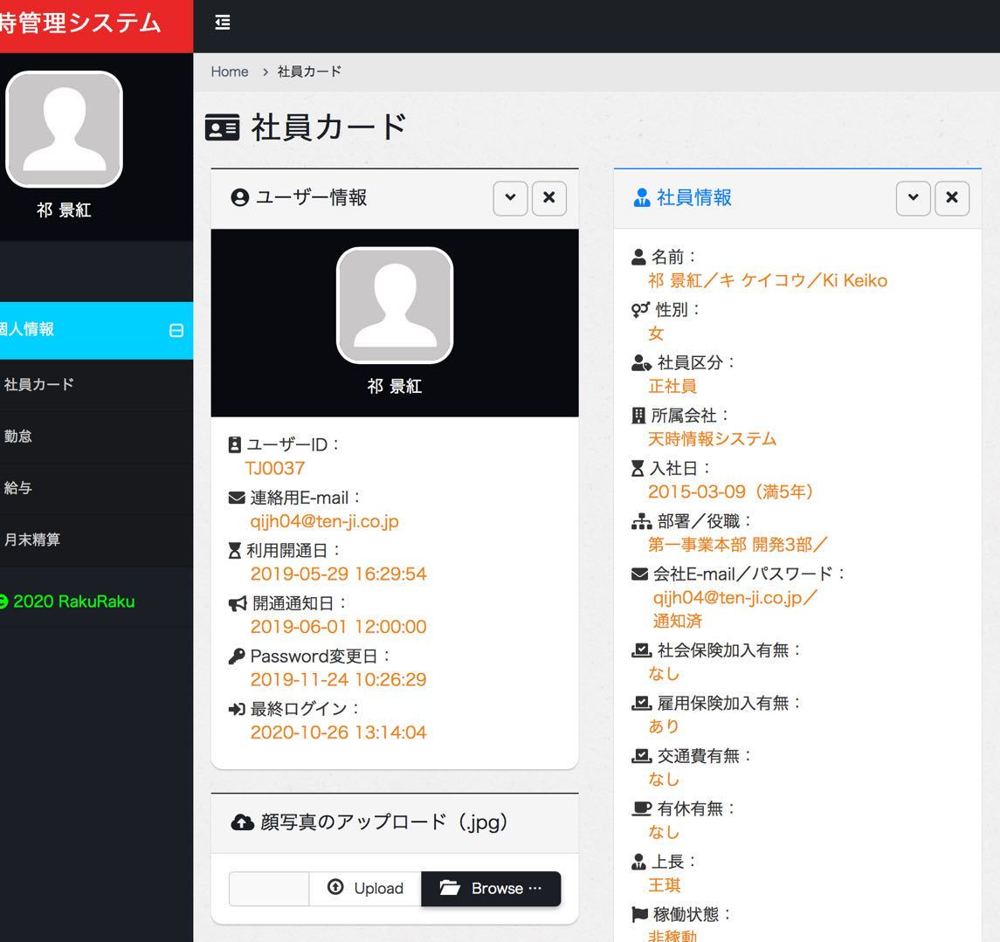 時管理システム
祁 景紅
個人情報
社員カード
勤怠
給与
月末精算
2020 RakuRaku
Home > 社員カード
社員カード
ユーザー情報
祁 景紅
ユーザーID：
TJ0037
連絡用E-mail：
qijh04@ten-ji.co.jp
利用開通日：
2019-05-29 16:29:54
開通通知日：
2019-06-01 12:00:00
Password変更日：
2019-11-24 10:26:29
最終ログイン：
2020-10-26 13:14:04
顔写真のアップロード（.jpg）
Upload
Browse …
社員情報
名前：
祁 景紅／キ ケイコウ／Ki Keiko
性別：
女
社員区分：
正社員
所属会社：
天時情報システム
入社日：
2015-03-09（満5年）
部署／役職：
第一事業本部 開発3部／
会社E-mail／パスワード：
qijh04@ten-ji.co.jp／
通知済
社会保険加入有無：
なし
雇用保険加入有無：
あり
交通費有無：
なし
有休有無：
なし
上長：
王琪
稼働状態：
非稼動